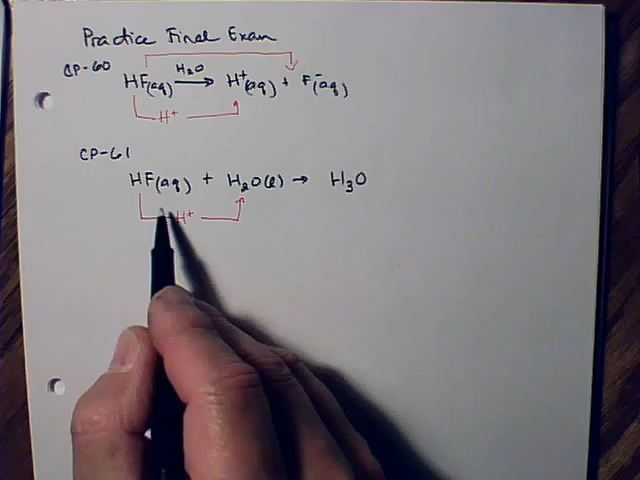 Practice Final Exam
CP-60
H₂O
HF(aq) → H⁺(aq) + F⁻(aq)
H⁺
CP-61
HF(aq) + H₂O(l) → H₃O
H⁺